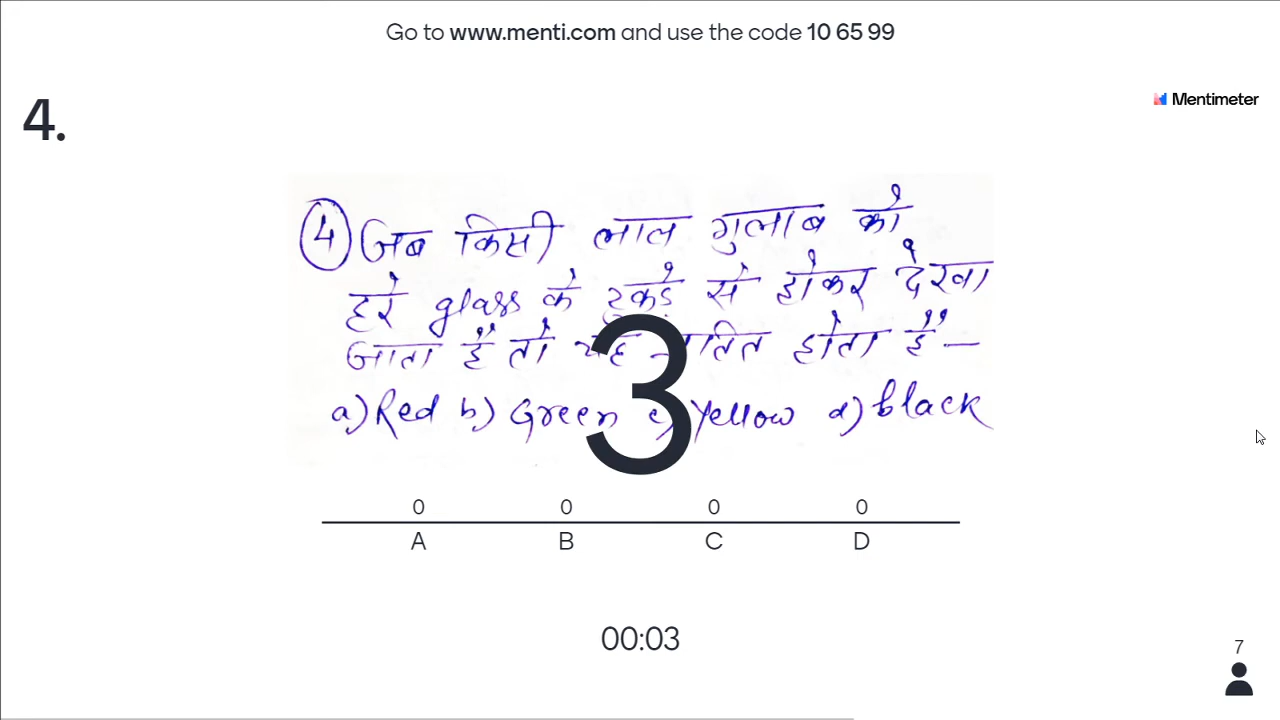 Go to www.menti.com and use the code 10 65 99
Mentimeter
4.
4 जब किसी लाल गुलाब को
हरे glass के टुकड़े से होकर देखा
जाता है तो होता है —
a) Red b) Green c) Yellow d) black
3
0 0 0 0
A B C D
00:03
7